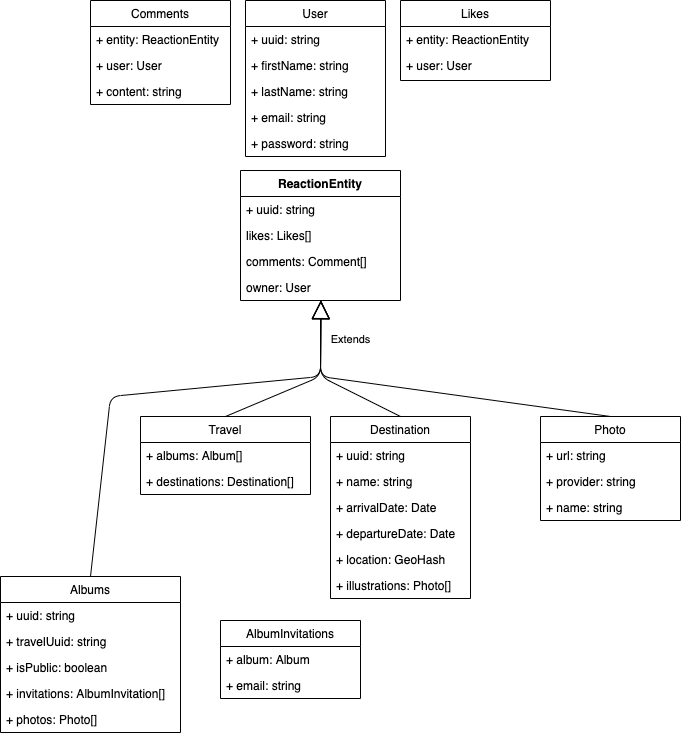 Comments
+ entity: ReactionEntity
+ user: User
+ content: string
User
+ uuid: string
+ firstName: string
+ lastName: string
+ email: string
+ password: string
Likes
+ entity: ReactionEntity
+ user: User
ReactionEntity
+ uuid: string
likes: Likes[]
comments: Comment[]
owner: User
Extends
Travel
+ albums: Album[]
+ destinations: Destination[]
Destination
+ uuid: string
+ name: string
+ arrivalDate: Date
+ departureDate: Date
+ location: GeoHash
+ illustrations: Photo[]
Photo
+ url: string
+ provider: string
+ name: string
Albums
+ uuid: string
+ travelUuid: string
+ isPublic: boolean
+ invitations: AlbumInvitation[]
+ photos: Photo[]
AlbumInvitations
+ album: Album
+ email: string